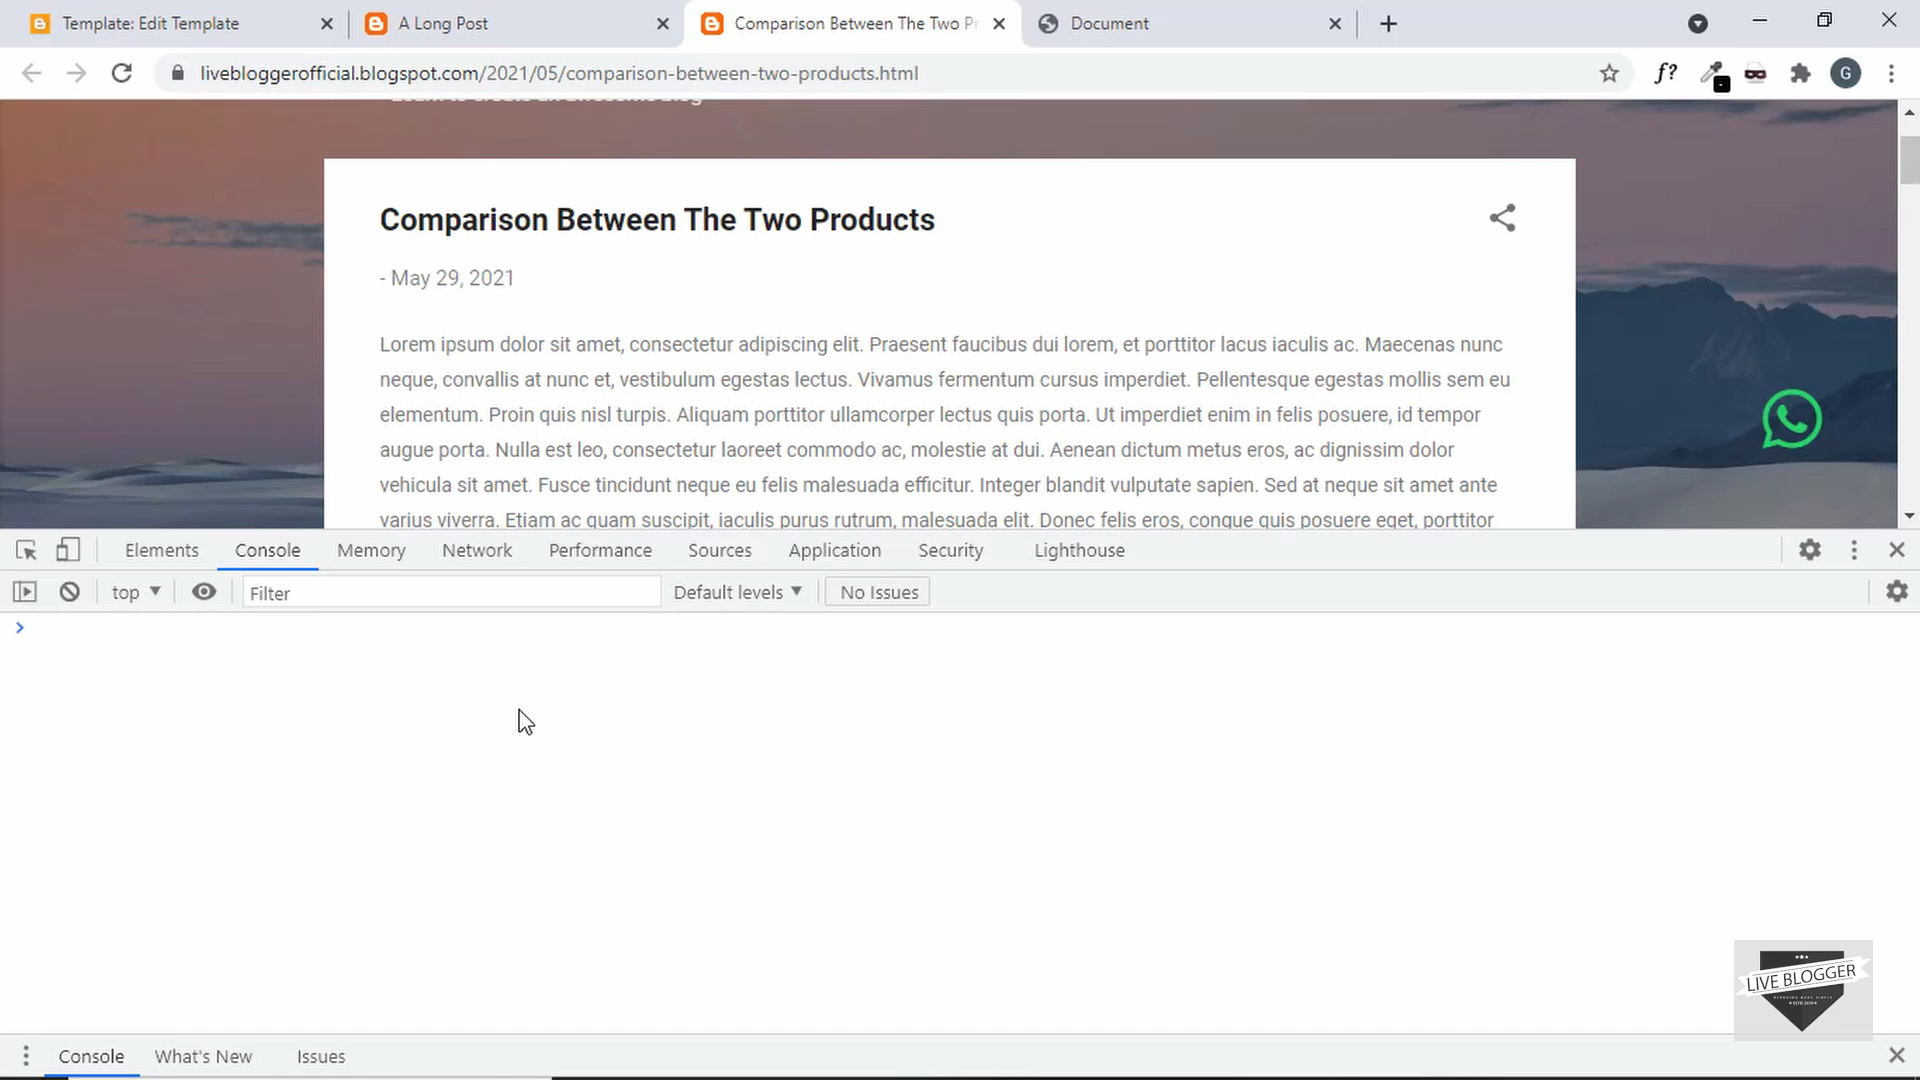 Template: Edit Template
A Long Post
Comparison Between The Two Pr
Document
livebloggerofficial.blogspot.com/2021/05/comparison-between-two-products.html
f?
G
Learn to create an awesome blog
Comparison Between The Two Products
- May 29, 2021
Lorem ipsum dolor sit amet, consectetur adipiscing elit. Praesent faucibus dui lorem, et porttitor lacus iaculis ac. Maecenas nunc
neque, convallis at nunc et, vestibulum egestas lectus. Vivamus fermentum cursus imperdiet. Pellentesque egestas mollis sem eu
elementum. Proin quis nisl turpis. Aliquam porttitor ullamcorper lectus quis porta. Ut imperdiet enim in felis posuere, id tempor
augue porta. Nulla est leo, consectetur laoreet commodo ac, molestie at dui. Aenean dictum metus eros, ac dignissim dolor
vehicula sit amet. Fusce tincidunt neque eu felis malesuada efficitur. Integer blandit vulputate sapien. Sed at neque sit amet ante
varius viverra. Etiam ac quam suscipit, iaculis purus rutrum, malesuada elit. Donec felis eros, congue quis posuere eget, porttitor
Elements Console Memory Network Performance Sources Application Security Lighthouse
top Filter Default levels No Issues
LIVE BLOGGER
Console What's New Issues